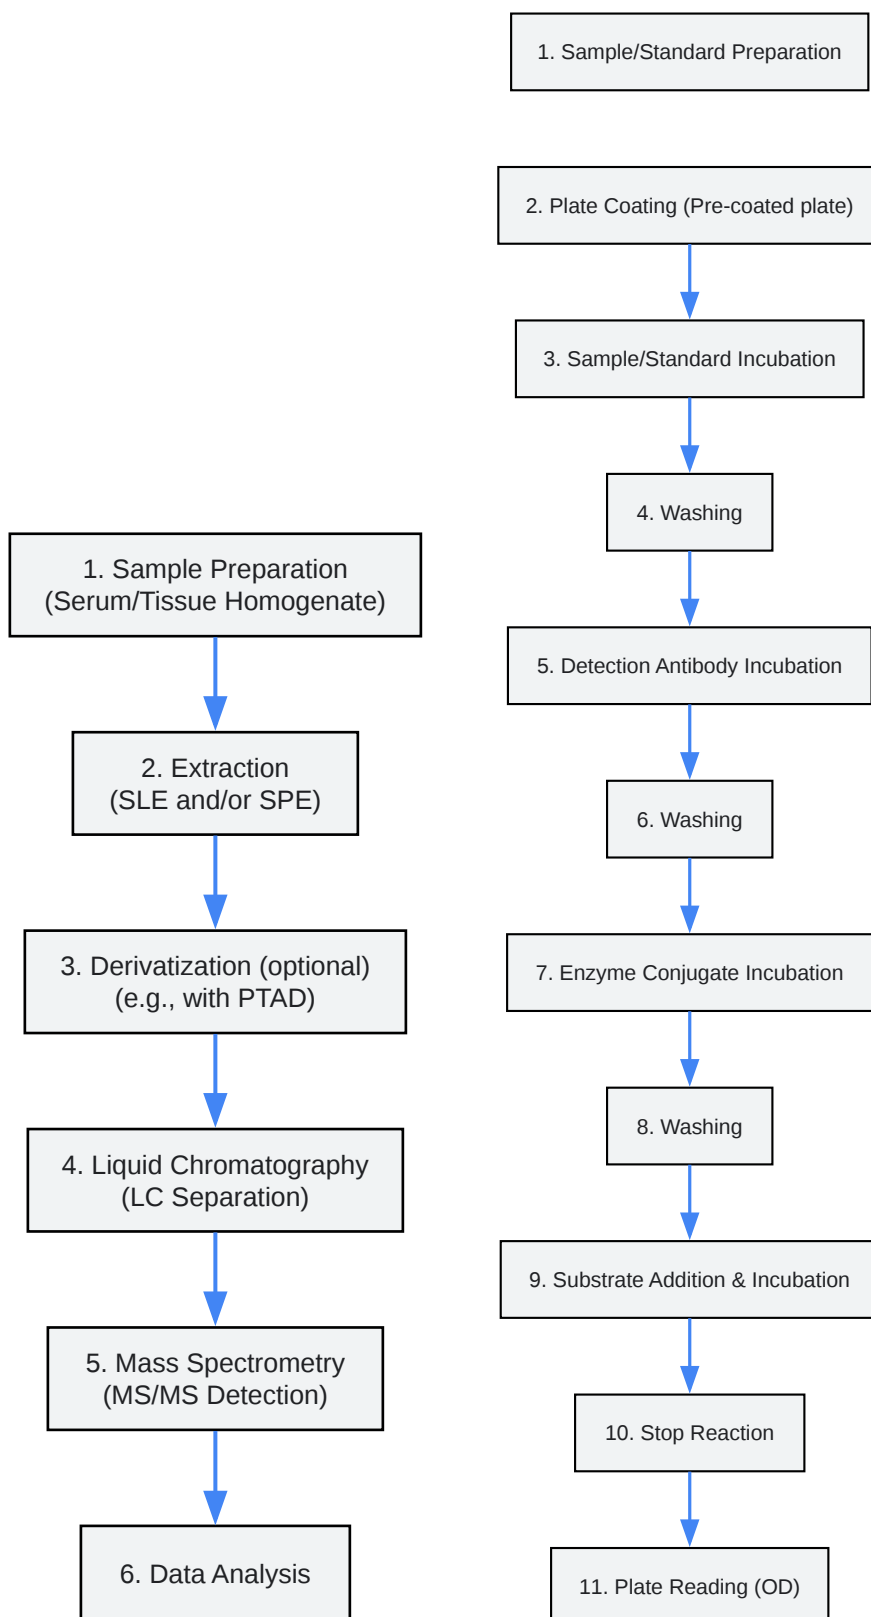 1. Sample Preparation
(Serum/Tissue Homogenate)
2. Extraction
(SLE and/or SPE)
3. Derivatization (optional)
(e.g., with PTAD)
4. Liquid Chromatography
(LC Separation)
5. Mass Spectrometry
(MS/MS Detection)
6. Data Analysis
1. Sample/Standard Preparation
2. Plate Coating (Pre-coated plate)
3. Sample/Standard Incubation
4. Washing
5. Detection Antibody Incubation
6. Washing
7. Enzyme Conjugate Incubation
8. Washing
9. Substrate Addition & Incubation
10. Stop Reaction
11. Plate Reading (OD)